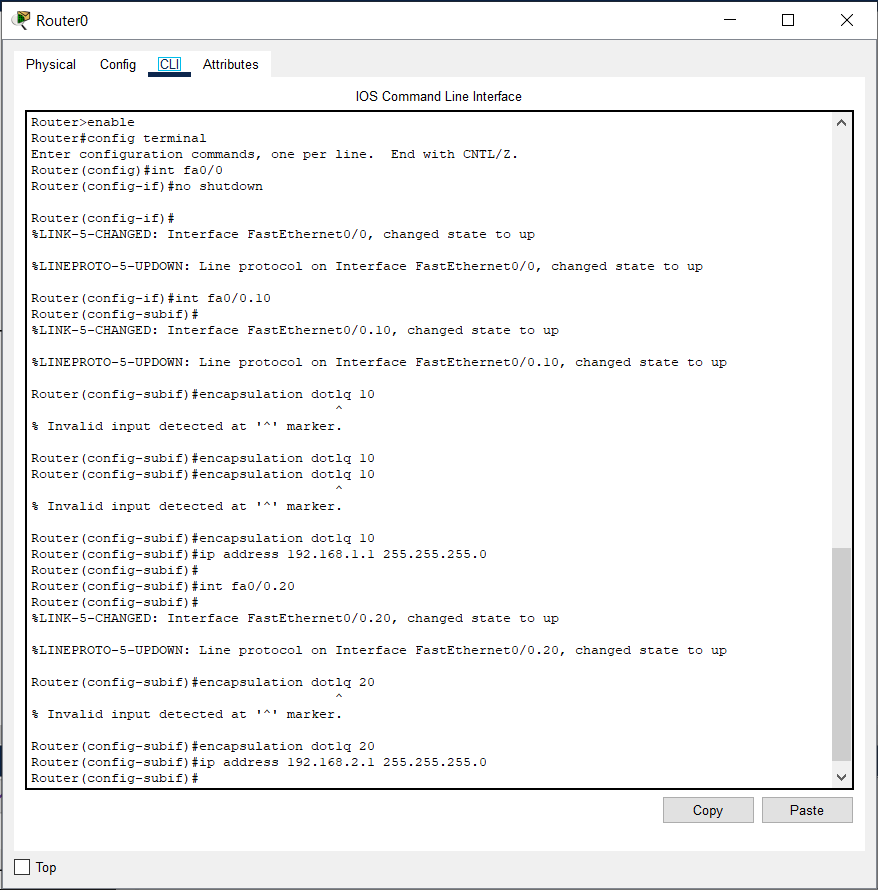 Router0
Physical Config CLI Attributes
IOS Command Line Interface
Router>enable
Router#config terminal
Enter configuration commands, one per line.  End with CNTL/Z.
Router(config)#int fa0/0
Router(config-if)#no shutdown
Router(config-if)#
%LINK-5-CHANGED: Interface FastEthernet0/0, changed state to up
%LINEPROTO-5-UPDOWN: Line protocol on Interface FastEthernet0/0, changed state to up
Router(config-if)#int fa0/0.10
Router(config-subif)#
%LINK-5-CHANGED: Interface FastEthernet0/0.10, changed state to up
%LINEPROTO-5-UPDOWN: Line protocol on Interface FastEthernet0/0.10, changed state to up
Router(config-subif)#encapsulation dotlq 10
^
% Invalid input detected at '^' marker.
Router(config-subif)#encapsulation dot1q 10
Router(config-subif)#encapsulation dotlq 10
^
% Invalid input detected at '^' marker.
Router(config-subif)#encapsulation dot1q 10
Router(config-subif)#ip address 192.168.1.1 255.255.255.0
Router(config-subif)#
Router(config-subif)#int fa0/0.20
Router(config-subif)#
%LINK-5-CHANGED: Interface FastEthernet0/0.20, changed state to up
%LINEPROTO-5-UPDOWN: Line protocol on Interface FastEthernet0/0.20, changed state to up
Router(config-subif)#encapsulation dotlq 20
^
% Invalid input detected at '^' marker.
Router(config-subif)#encapsulation dot1q 20
Router(config-subif)#ip address 192.168.2.1 255.255.255.0
Router(config-subif)#
Copy Paste
Top